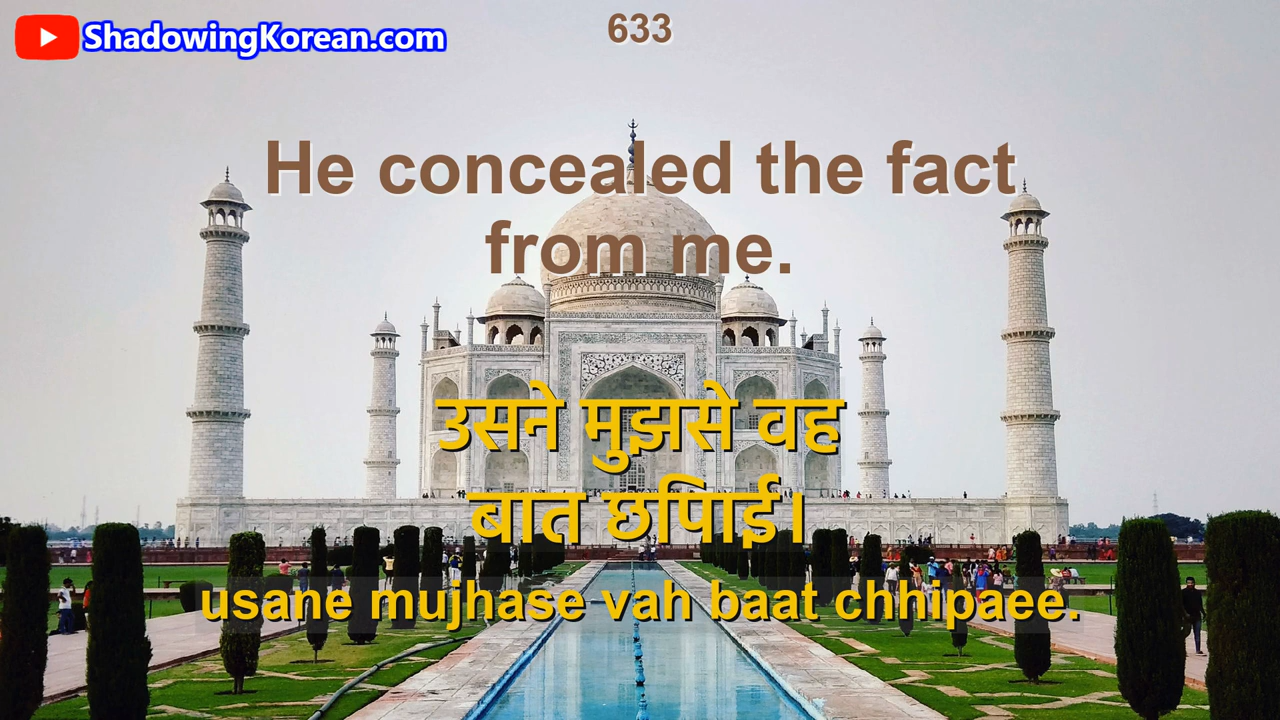 ShadowingKorean.com
633
He concealed the fact
from me.
उसने मुझसे वह
बात छिपाई।
usane mujhase vah baat chhipaee.